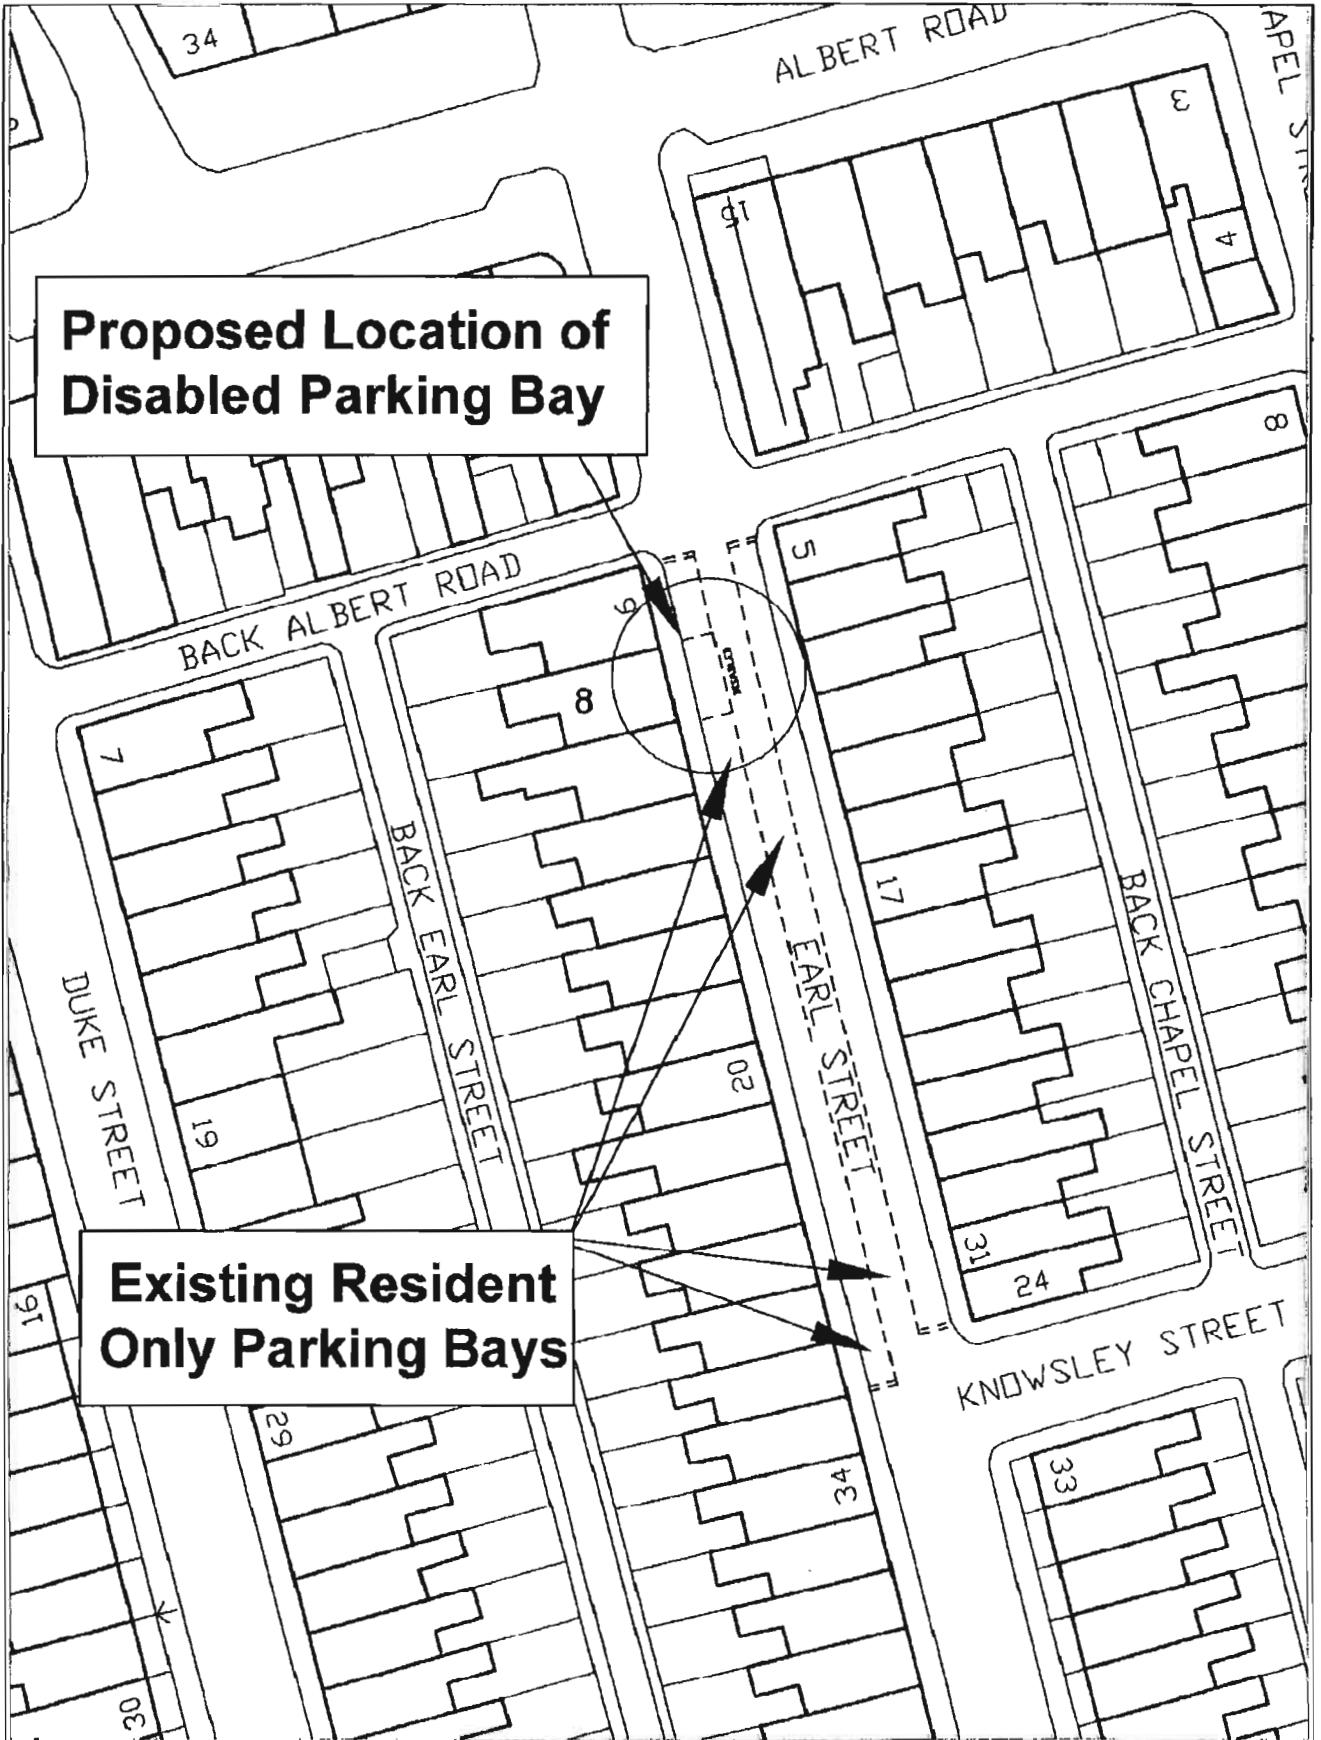 34
ALBERT ROAD
3
15
4
Proposed Location of
Disabled Parking Bay
8
5
BACK ALBERT ROAD
6
8
7
17
BACK EARL STREET
EARL STREET
BACK CHAPEL STREET
DUKE STREET
20
19
31
24
Existing Resident
Only Parking Bays
16
KNOWSLEY STREET
29
34
33
30